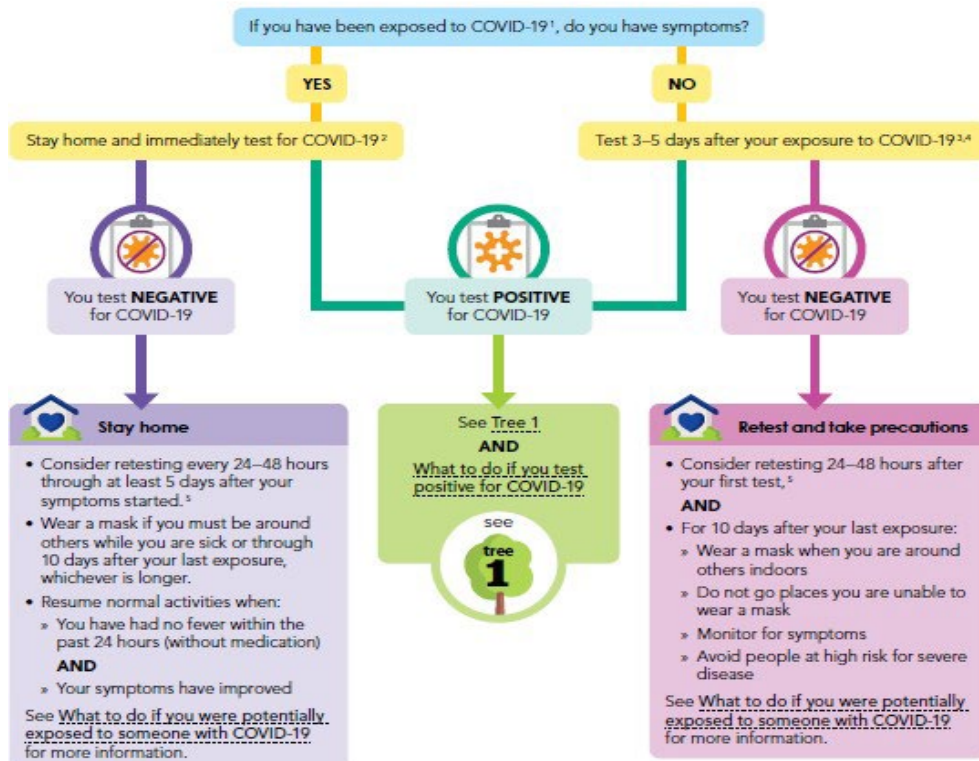 If you have been exposed to COVID-19¹, do you have symptoms?
YES
NO
Stay home and immediately test for COVID-19²
Test 3–5 days after your exposure to COVID-19³,⁴
You test NEGATIVE
for COVID-19
You test POSITIVE
for COVID-19
You test NEGATIVE
for COVID-19
Stay home
• Consider retesting every 24–48 hours
through at least 5 days after your
symptoms started.⁵
• Wear a mask if you must be around
others while you are sick or through
10 days after your last exposure,
whichever is longer.
• Resume normal activities when:
» You have had no fever within the
past 24 hours (without medication)
AND
» Your symptoms have improved
See What to do if you were potentially
exposed to someone with COVID-19
for more information.
See Tree 1
AND
What to do if you test
positive for COVID-19
see
tree
1
Retest and take precautions
• Consider retesting 24–48 hours after
your first test,⁵
AND
• For 10 days after your last exposure:
» Wear a mask when you are around
others indoors
» Do not go places you are unable to
wear a mask
» Monitor for symptoms
» Avoid people at high risk for severe
disease
See What to do if you were potentially
exposed to someone with COVID-19
for more information.